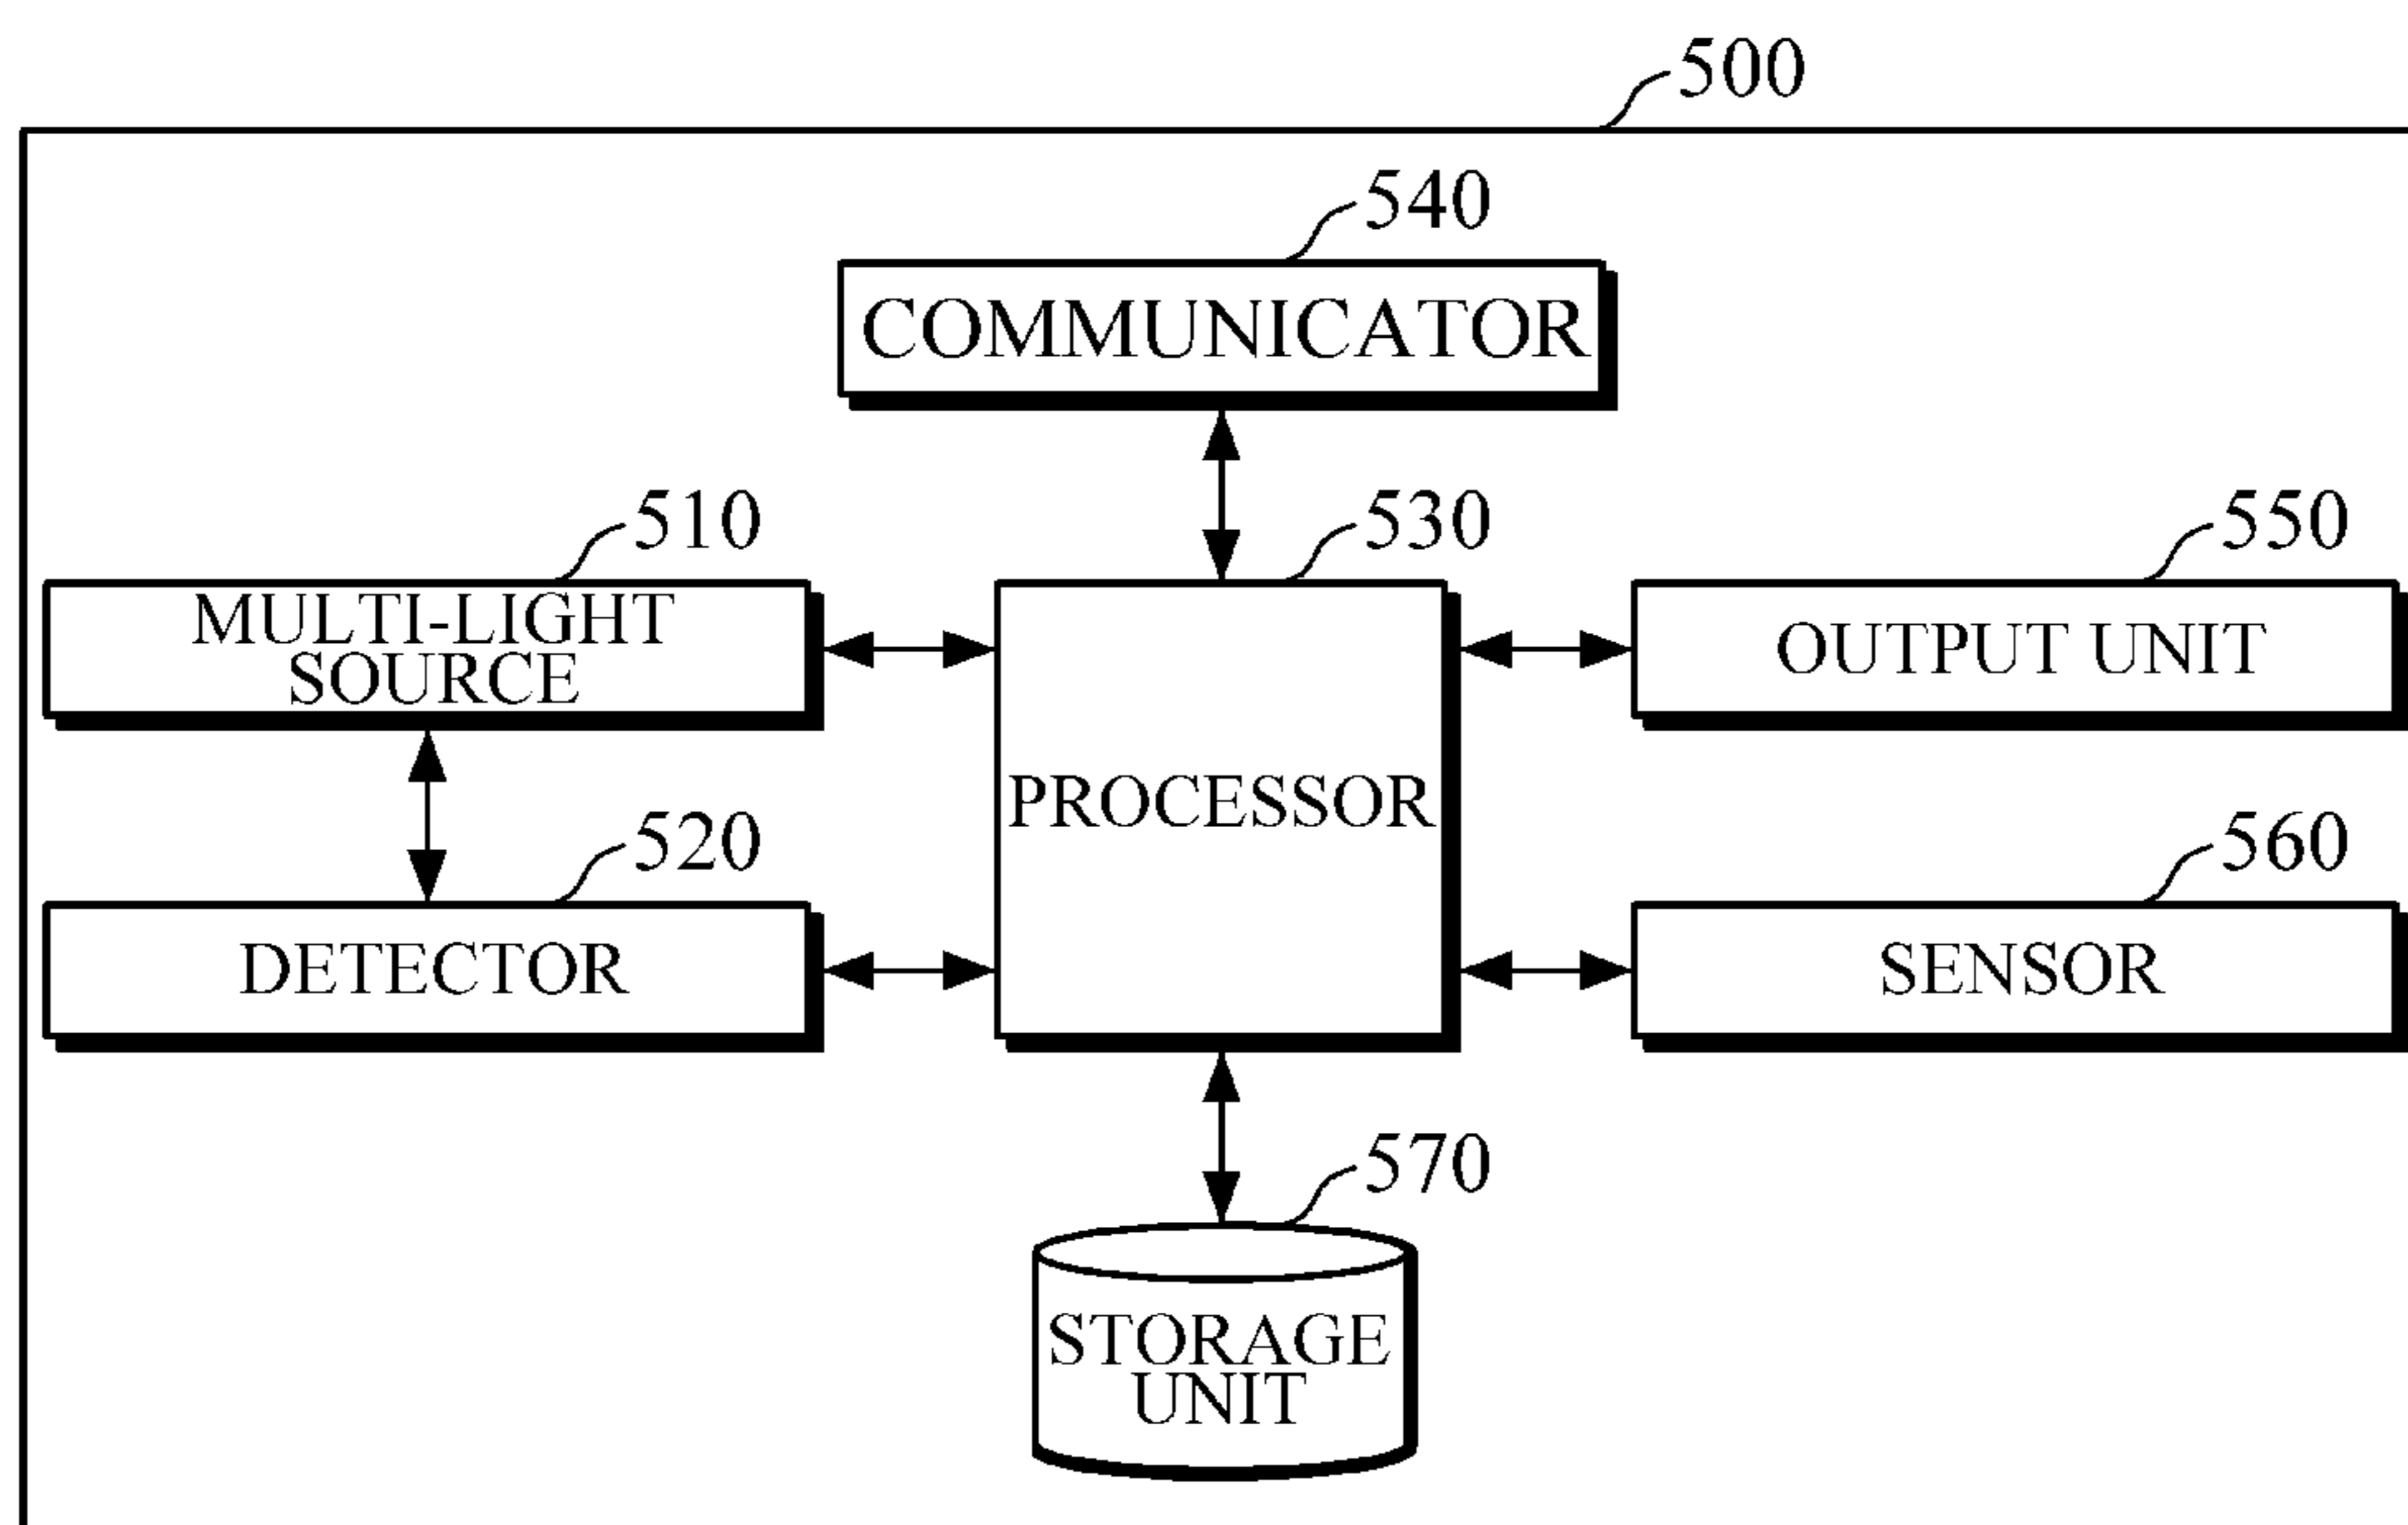 500
540
COMMUNICATOR
510
530
550
MULTI-LIGHT
SOURCE
OUTPUT UNIT
PROCESSOR
520
560
DETECTOR
SENSOR
570
STORAGE
UNIT